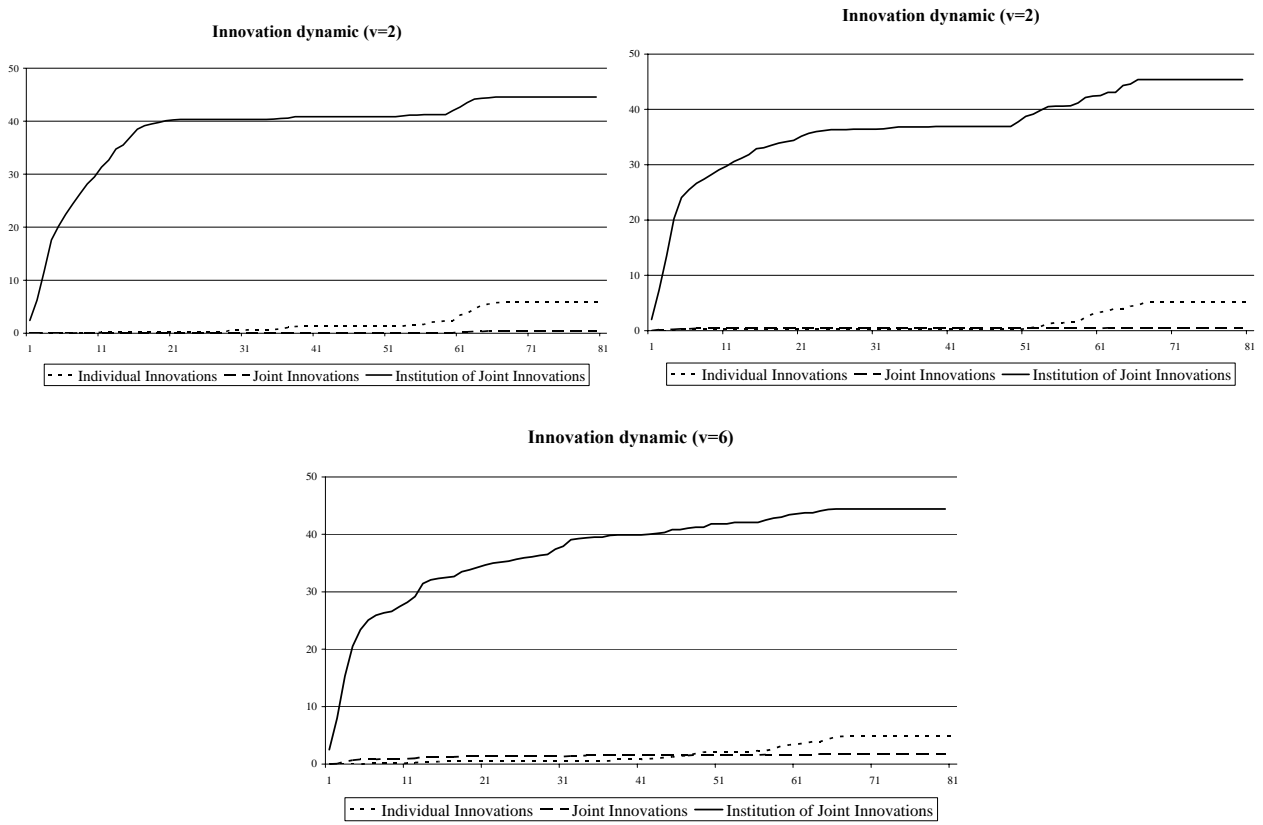 Innovation dynamic (v=2)
50
40
30
20
10
0
1 11 21 31 41 51 61 71 81
Individual Innovations Joint Innovations Institution of Joint Innovations
Innovation dynamic (v=2)
50
40
30
20
10
0
1 11 21 31 41 51 61 71 81
Individual Innovations Joint Innovations Institution of Joint Innovations
Innovation dynamic (v=6)
50
40
30
20
10
0
1 11 21 31 41 51 61 71 81
Individual Innovations Joint Innovations Institution of Joint Innovations